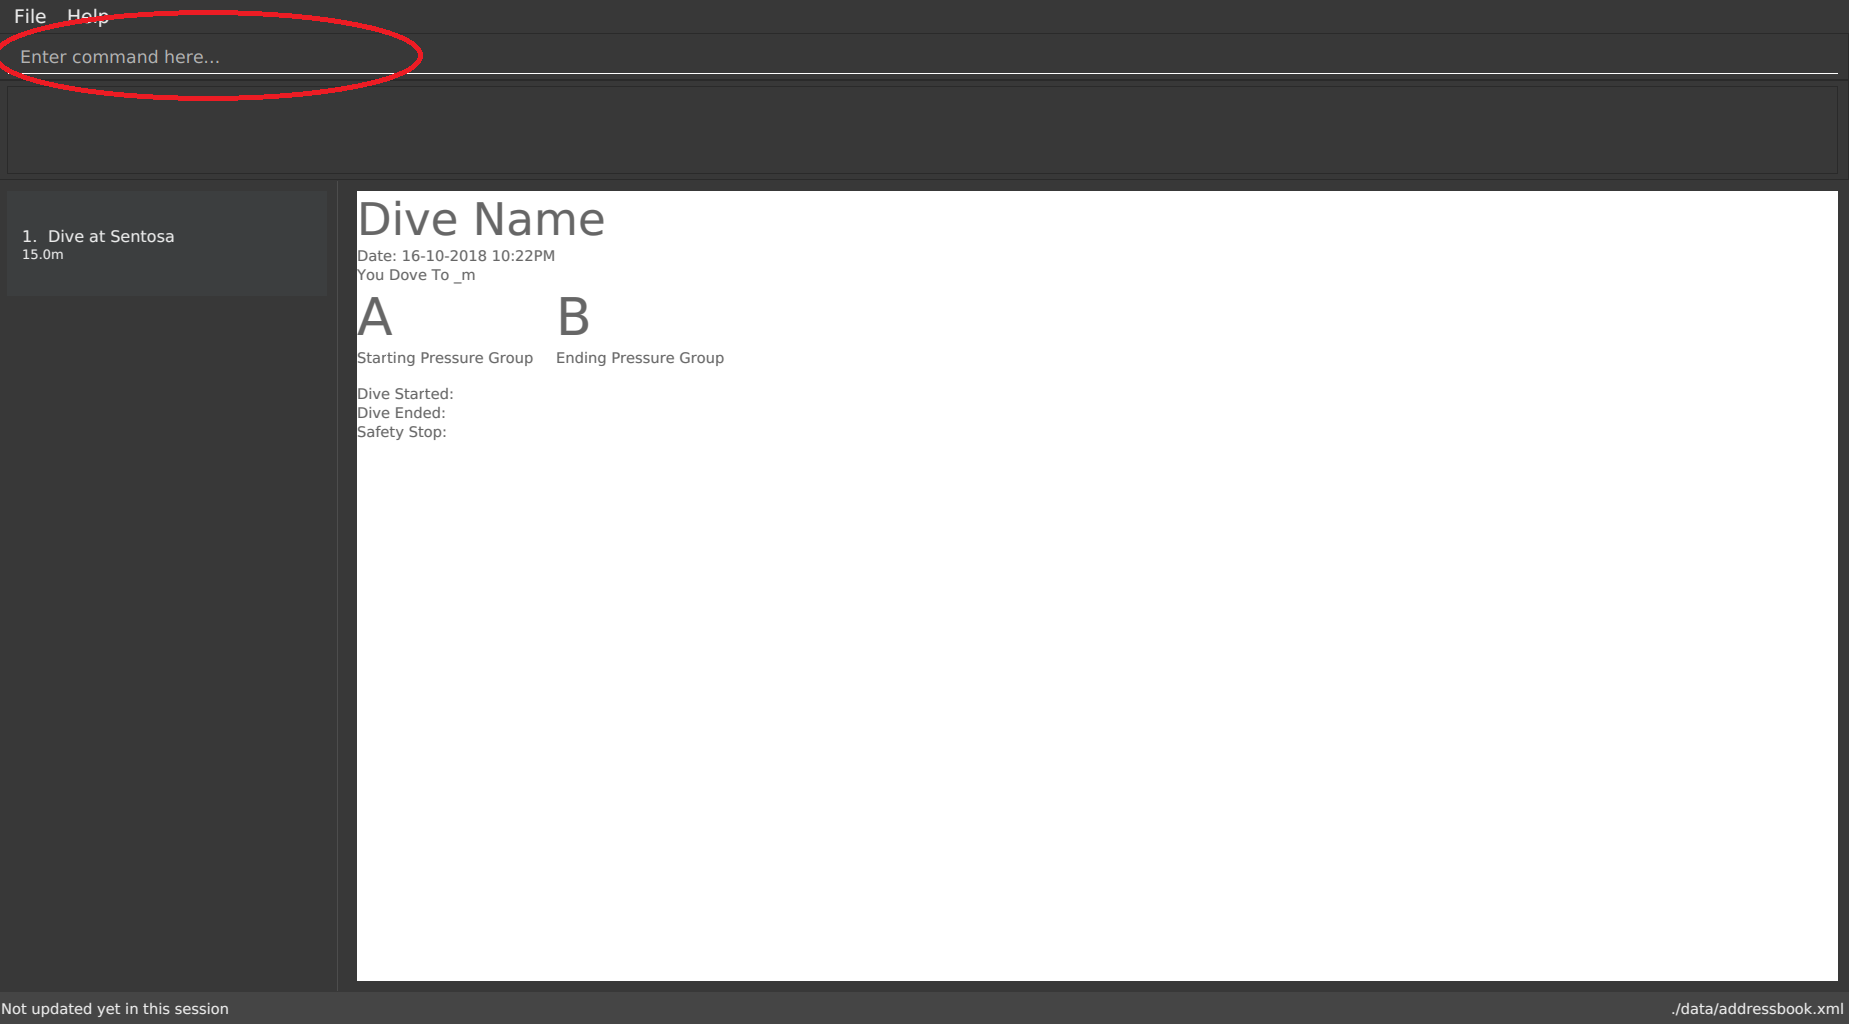 File Help
Enter command here...
1. Dive at Sentosa
15.0m
Dive Name
Date: 16-10-2018 10:22PM
You Dove To _m
A B
Starting Pressure Group Ending Pressure Group
Dive Started:
Dive Ended:
Safety Stop:
Not updated yet in this session ./data/addressbook.xml